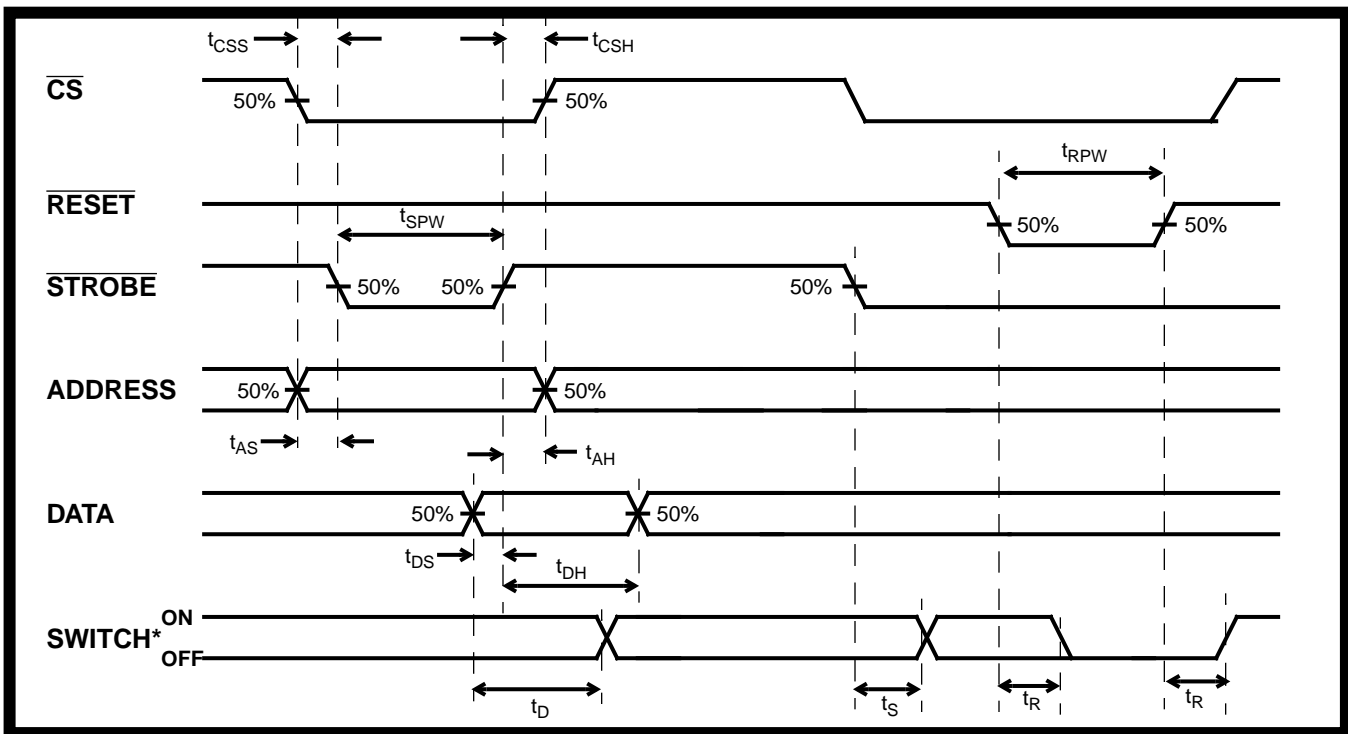 tCSS tCSH
CS 50% 50%
tRPW
RESET 50% 50%
tSPW
STROBE 50% 50% 50%
ADDRESS 50% 50%
tAS tAH
DATA 50% 50%
tDS tDH
SWITCH* ON
OFF
tD tS tR tR